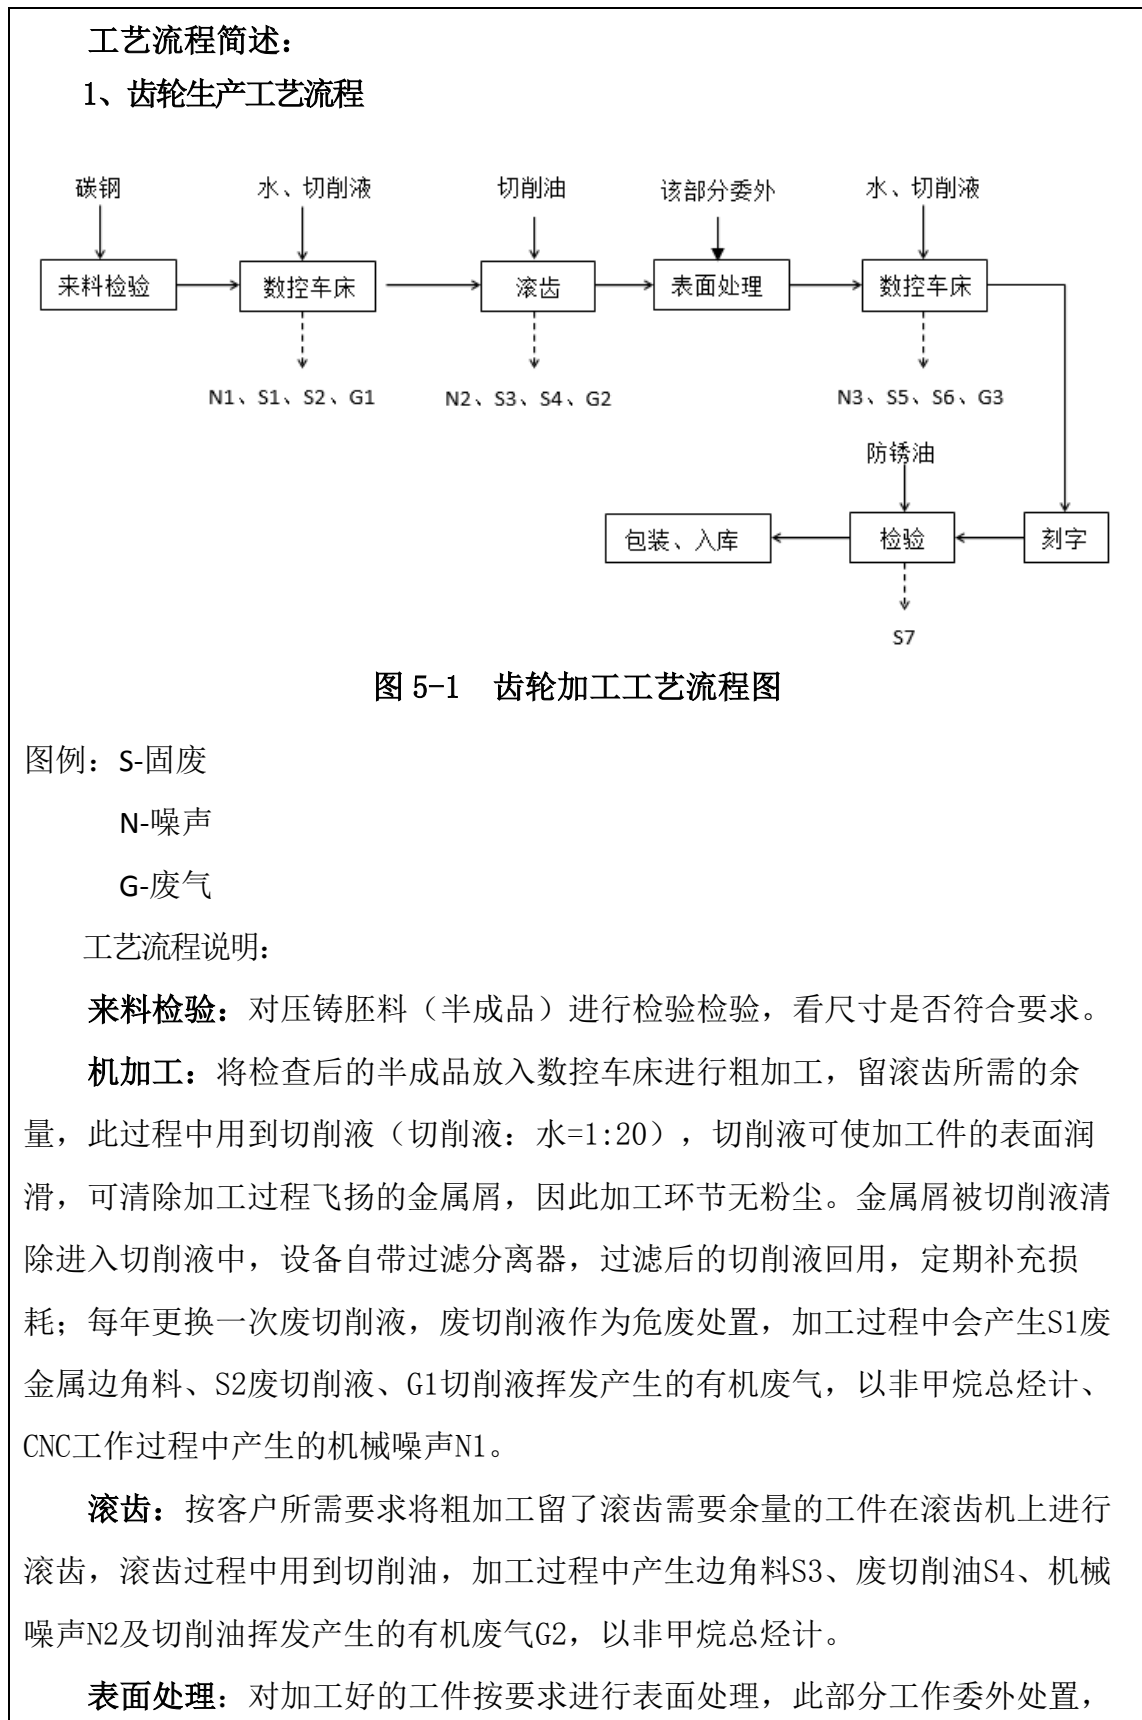 工艺流程简述：
1、齿轮生产工艺流程
碳钢 水、切削液 切削油 该部分委外 水、切削液
来料检验 数控车床 滚齿 表面处理 数控车床
N1、S1、S2、G1 N2、S3、S4、G2 N3、S5、S6、G3
防锈油
包装、入库 检验 刻字
S7
图 5-1 齿轮加工工艺流程图
图例：S-固废
N-噪声
G-废气
工艺流程说明：
来料检验：对压铸胚料（半成品）进行检验检验，看尺寸是否符合要求。
机加工：将检查后的半成品放入数控车床进行粗加工，留滚齿所需的余
量，此过程中用到切削液（切削液：水=1:20），切削液可使加工件的表面润
滑，可清除加工过程飞扬的金属屑，因此加工环节无粉尘。金属屑被切削液清
除进入切削液中，设备自带过滤分离器，过滤后的切削液回用，定期补充损
耗；每年更换一次废切削液，废切削液作为危废处置，加工过程中会产生S1废
金属边角料、S2废切削液、G1切削液挥发产生的有机废气，以非甲烷总烃计、
CNC工作过程中产生的机械噪声N1。
滚齿：按客户所需要求将粗加工留了滚齿需要余量的工件在滚齿机上进行
滚齿，滚齿过程中用到切削油，加工过程中产生边角料S3、废切削油S4、机械
噪声N2及切削油挥发产生的有机废气G2，以非甲烷总烃计。
表面处理：对加工好的工件按要求进行表面处理，此部分工作委外处置，